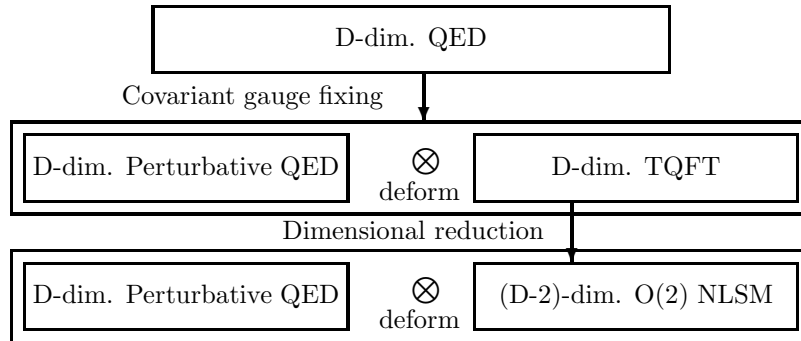 D-dim. QED
Covariant gauge fixing
D-dim. Perturbative QED ⊗ D-dim. TQFT
deform
Dimensional reduction
D-dim. Perturbative QED ⊗ (D-2)-dim. O(2) NLSM
deform